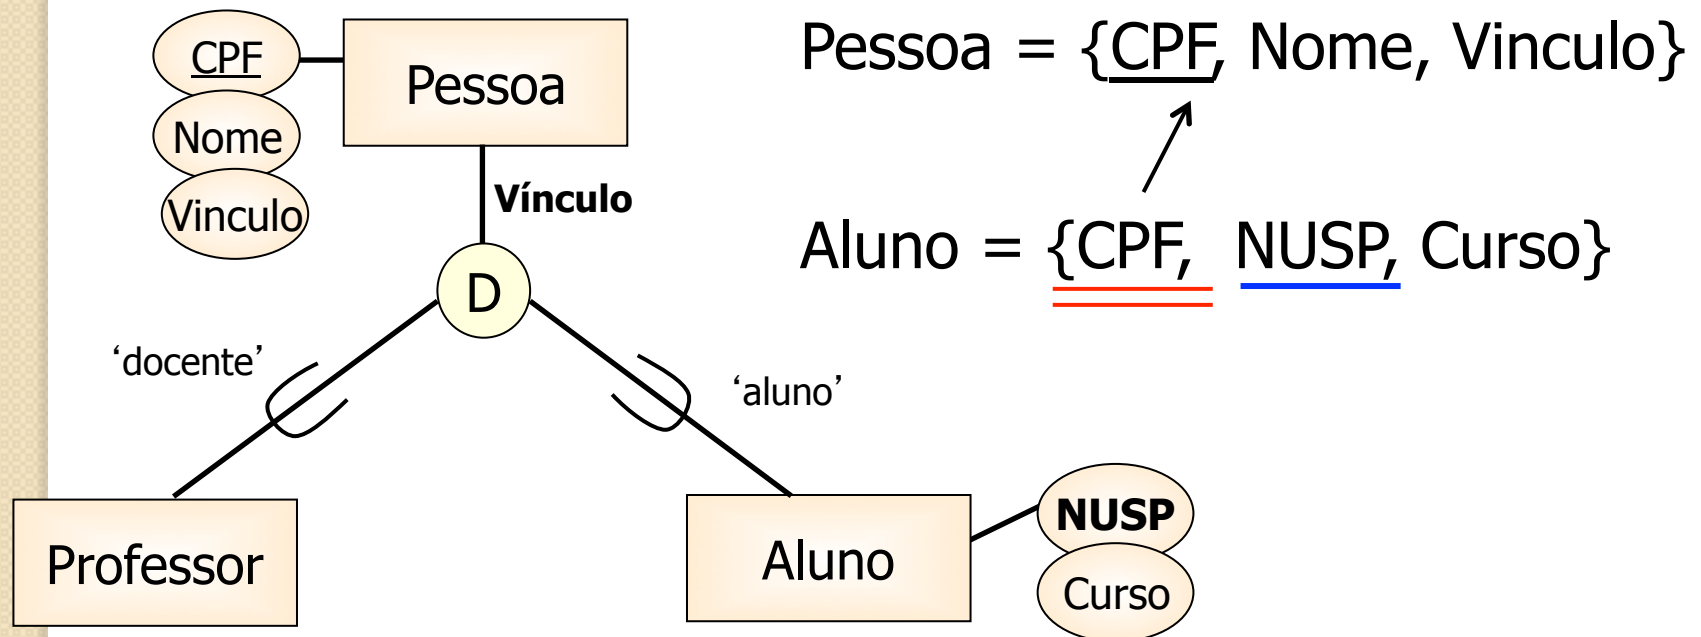 CPF
Nome
Vinculo
Pessoa
Vínculo
D
‘docente’
‘aluno’
Professor
Aluno
NUSP
Curso
Pessoa = {CPF, Nome, Vinculo}
Aluno = {CPF, NUSP, Curso}